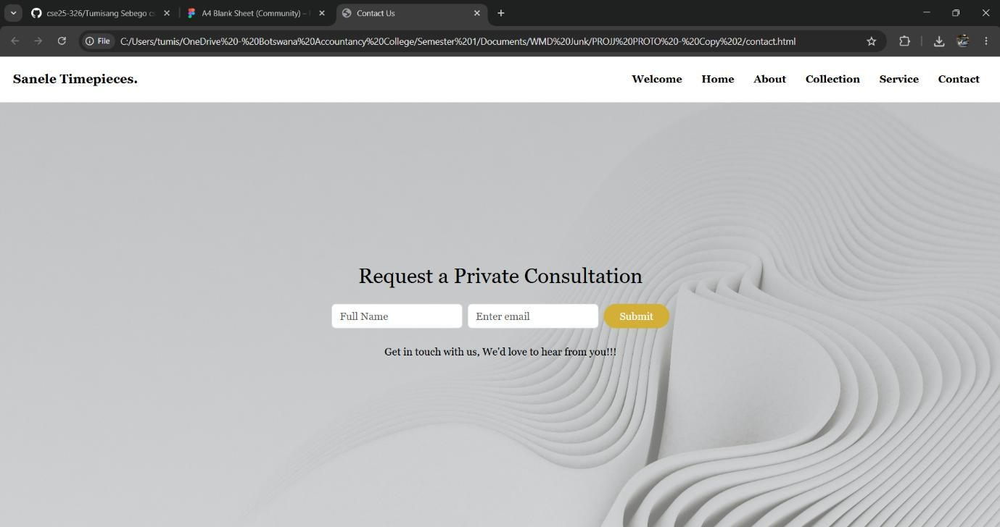 cse25-326/Tumisang Sebego cs
A4 Blank Sheet (Community) –
Contact Us
File
C:/Users/tumis/OneDrive%20-%20Botswana%20Accountancy%20College/Semester%201/Documents/WMD%20Junk/PROJJ%20PROTO%20-%20Copy%202/contact.html
Sanele Timepieces.
Welcome Home About Collection Service Contact
Request a Private Consultation
Full Name Enter email Submit
Get in touch with us, We'd love to hear from you!!!